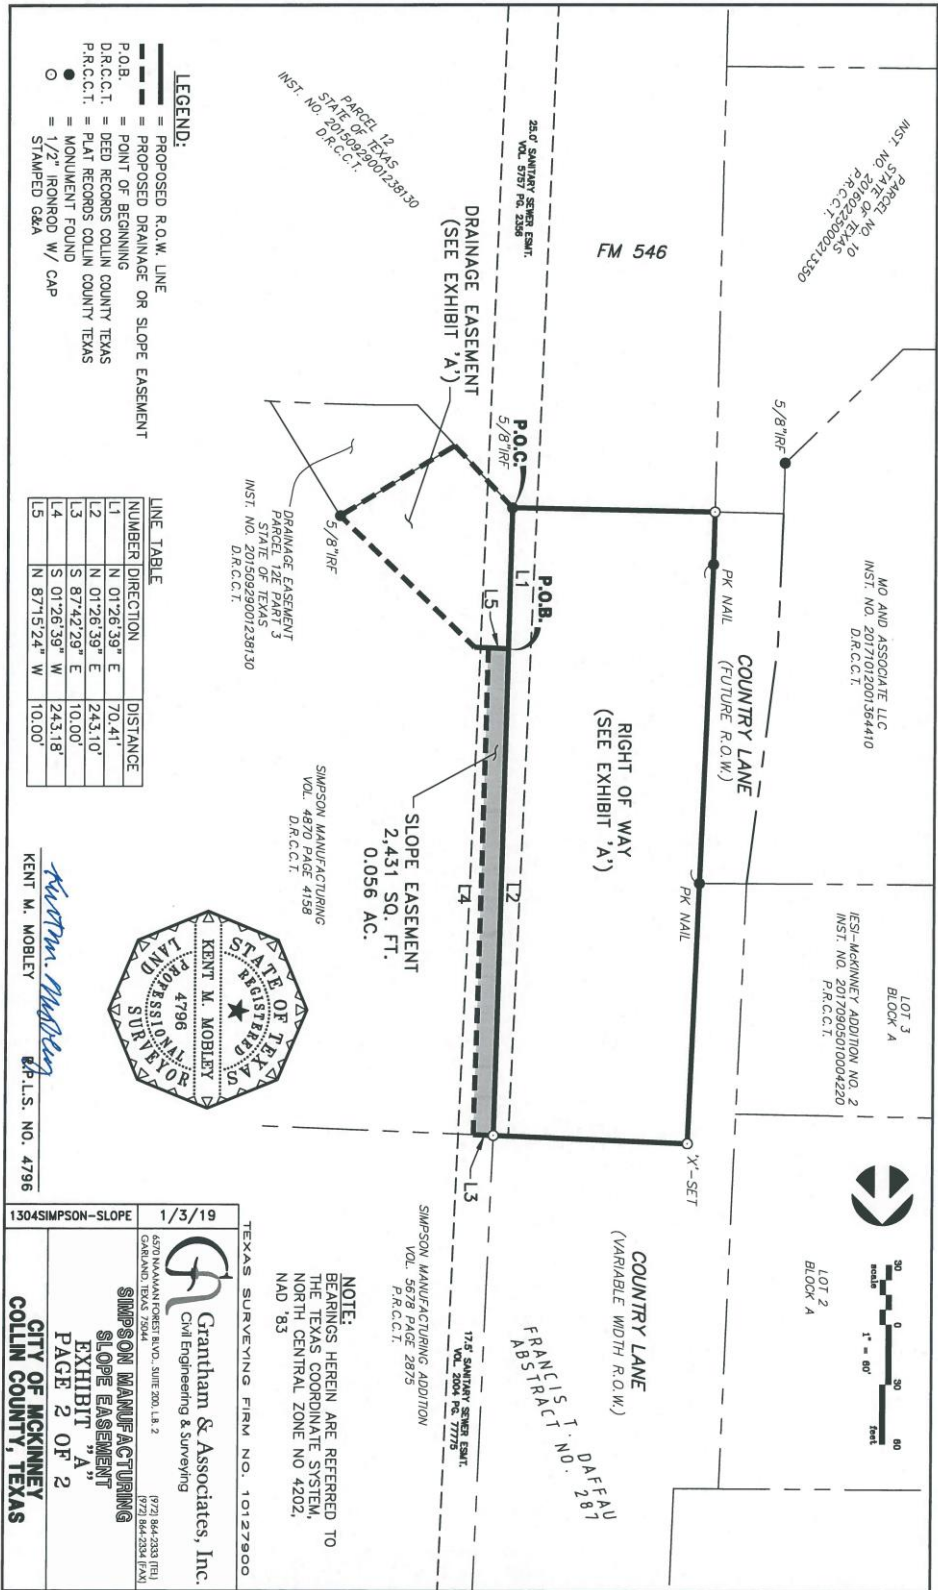 INST. NO. 20160225000213350
PARCEL NO. 10
STATE OF TEXAS
P.R.C.C.T.
FM 546
25.0' SANITARY SEWER ESMT.
VOL. 5757 PG. 2356
PARCEL 12
STATE OF TEXAS
INST. NO. 20150929001238130
D.R.C.C.T.
DRAINAGE EASEMENT
(SEE EXHIBIT 'A')
5/8"IRF
P.O.C.
5/8"IRF
5/8"IRF
DRAINAGE EASEMENT
PARCEL 12E PART 3
STATE OF TEXAS
INST. NO. 20150929001238130
D.R.C.C.T.
MO AND ASSOCIATE LLC
INST. NO. 20171012001364410
D.R.C.C.T.
PK NAIL
COUNTRY LANE
(FUTURE R.O.W.)
PK NAIL
RIGHT OF WAY
(SEE EXHIBIT 'A')
P.O.B.
L1
L5
L2
L4
L3
SLOPE EASEMENT
2,431 SQ. FT.
0.056 AC.
SIMPSON MANUFACTURING
VOL. 4870 PAGE 4158
D.R.C.C.T.
LOT 3
BLOCK A
IESI-McKINNEY ADDITION NO. 2
INST. NO. 20170905010004220
P.R.C.C.T.
'X'-SET
LOT 2
BLOCK A
30 0 30 60
scale 1" = 60' feet
COUNTRY LANE
(VARIABLE WIDTH R.O.W.)
FRANCIS T. DAFFAU
ABSTRACT NO. 287
17.5' SANITARY SEWER ESMT.
VOL. 2004 PG. 77775
SIMPSON MANUFACTURING ADDITION
VOL. 5678 PAGE 2875
P.R.C.C.T.
NOTE:
BEARINGS HEREIN ARE REFERRED TO
THE TEXAS COORDINATE SYSTEM,
NORTH CENTRAL ZONE NO 4202,
NAD '83
LEGEND:
= PROPOSED R.O.W. LINE
= PROPOSED DRAINAGE OR SLOPE EASEMENT
P.O.B. = POINT OF BEGINNING
D.R.C.C.T. = DEED RECORDS COLLIN COUNTY TEXAS
P.R.C.C.T. = PLAT RECORDS COLLIN COUNTY TEXAS
= MONUMENT FOUND
= 1/2" IRONROD W/ CAP
STAMPED G&A
LINE TABLE
NUMBER DIRECTION DISTANCE
L1 N 01°26'39" E 70.41'
L2 N 01°26'39" E 243.10'
L3 S 87°42'29" E 10.00'
L4 S 01°26'39" W 243.18'
L5 N 87°15'24" W 10.00'
STATE OF TEXAS
REGISTERED
KENT M. MOBLEY
4796
PROFESSIONAL
LAND SURVEYOR
Kent M. Mobley
KENT M. MOBLEY R.P.L.S. NO. 4796
TEXAS SURVEYING FIRM NO. 10127900
1304SIMPSON-SLOPE
1/3/19
Grantham & Associates, Inc.
Civil Engineering & Surveying
6570 NAAMAN FOREST BLVD., SUITE 200, L.B. 2
GARLAND, TEXAS 75044
(972) 864-2333 (TEL)
(972) 864-2334 (FAX)
SIMPSON MANUFACTURING
SLOPE EASEMENT
EXHIBIT "A"
PAGE 2 OF 2
CITY OF MCKINNEY
COLLIN COUNTY, TEXAS